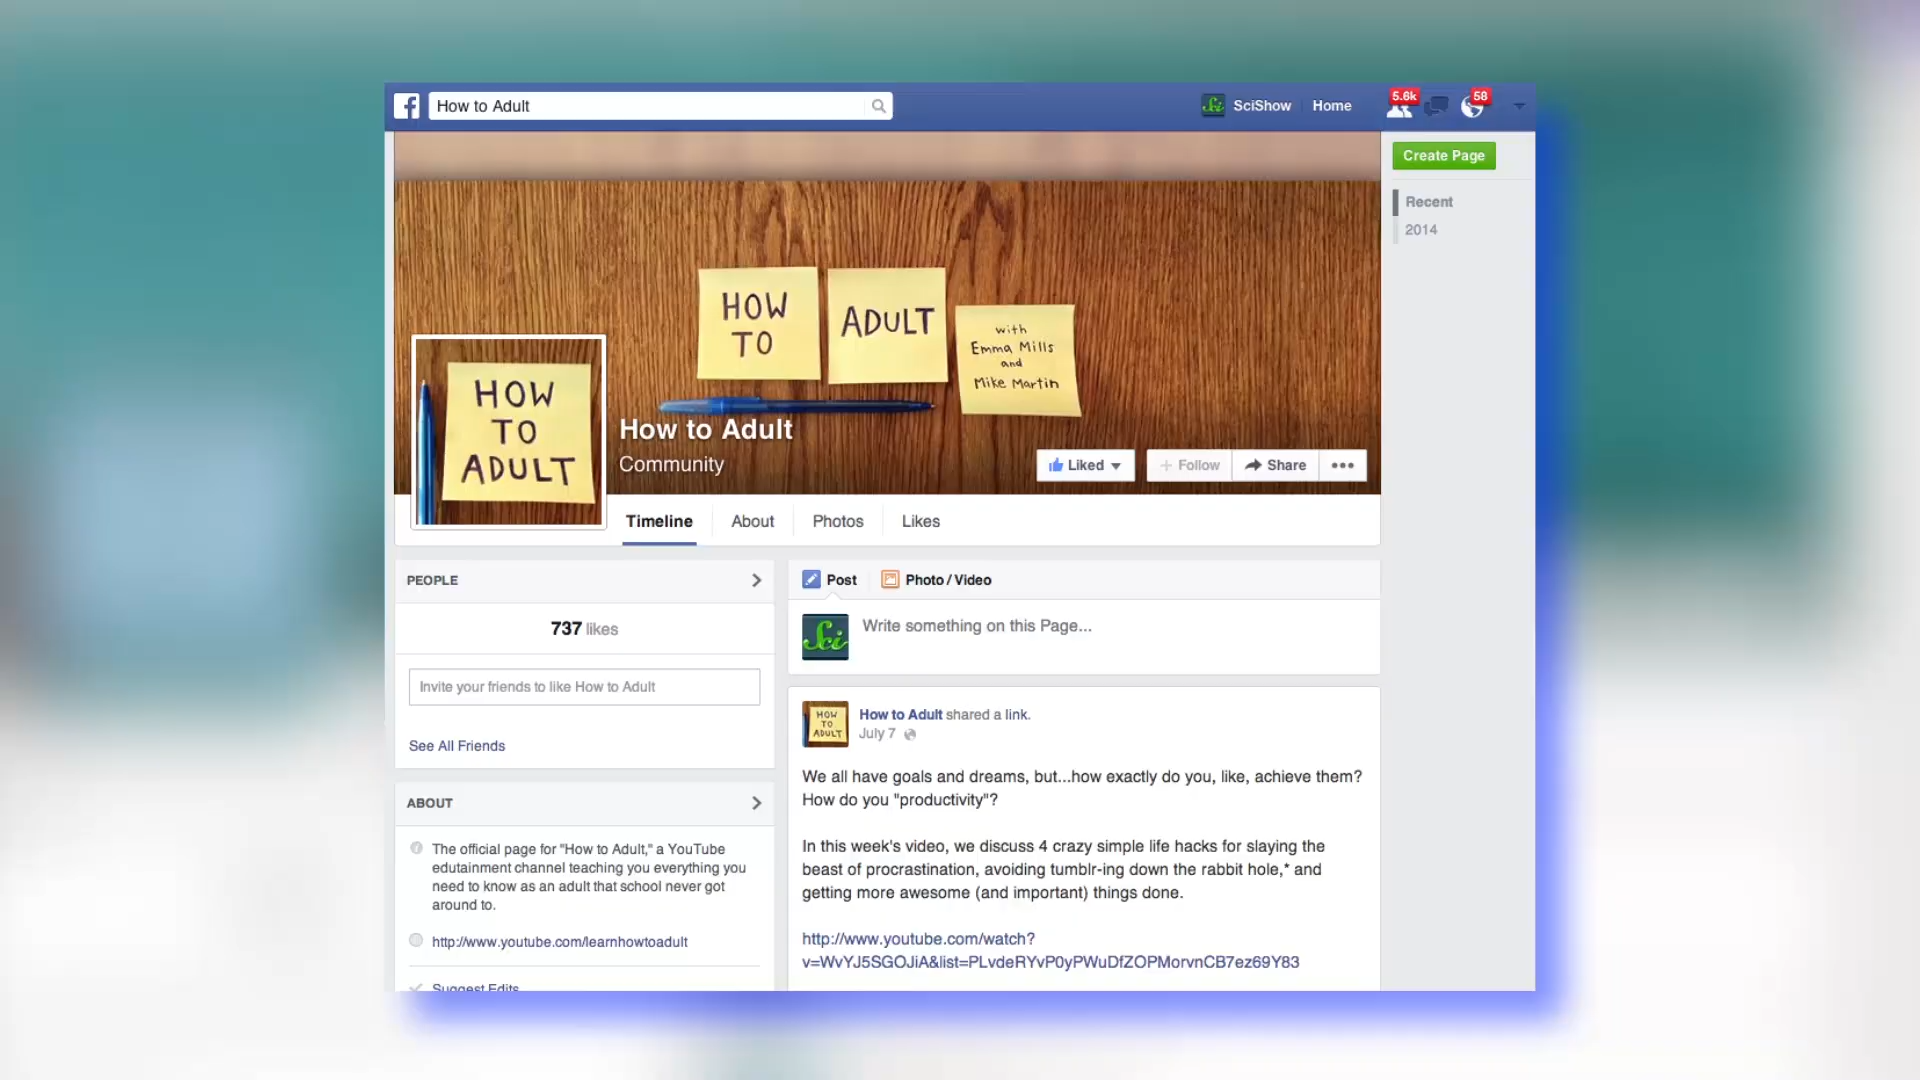 How to Adult
SciShow
Home
5.6k
58
Create Page
Recent
2014
HOW
TO
ADULT
with
Emma Mills
and
Mike Martin
HOW
TO
ADULT
How to Adult
Community
Liked
+ Follow
Share
Timeline
About
Photos
Likes
PEOPLE
737 likes
Invite your friends to like How to Adult
See All Friends
ABOUT
The official page for "How to Adult," a YouTube
edutainment channel teaching you everything you
need to know as an adult that school never got
around to.
http://www.youtube.com/learnhowtoadult
Suggest Edits
Post
Photo / Video
Sci
Write something on this Page...
HOW
TO
ADULT
How to Adult shared a link.
July 7
We all have goals and dreams, but...how exactly do you, like, achieve them?
How do you "productivity"?
In this week's video, we discuss 4 crazy simple life hacks for slaying the
beast of procrastination, avoiding tumblr-ing down the rabbit hole,* and
getting more awesome (and important) things done.
http://www.youtube.com/watch?
v=WvYJ5SGOJiA&list=PLvdeRYvP0yPWuDfZOPMorvnCB7ez69Y83